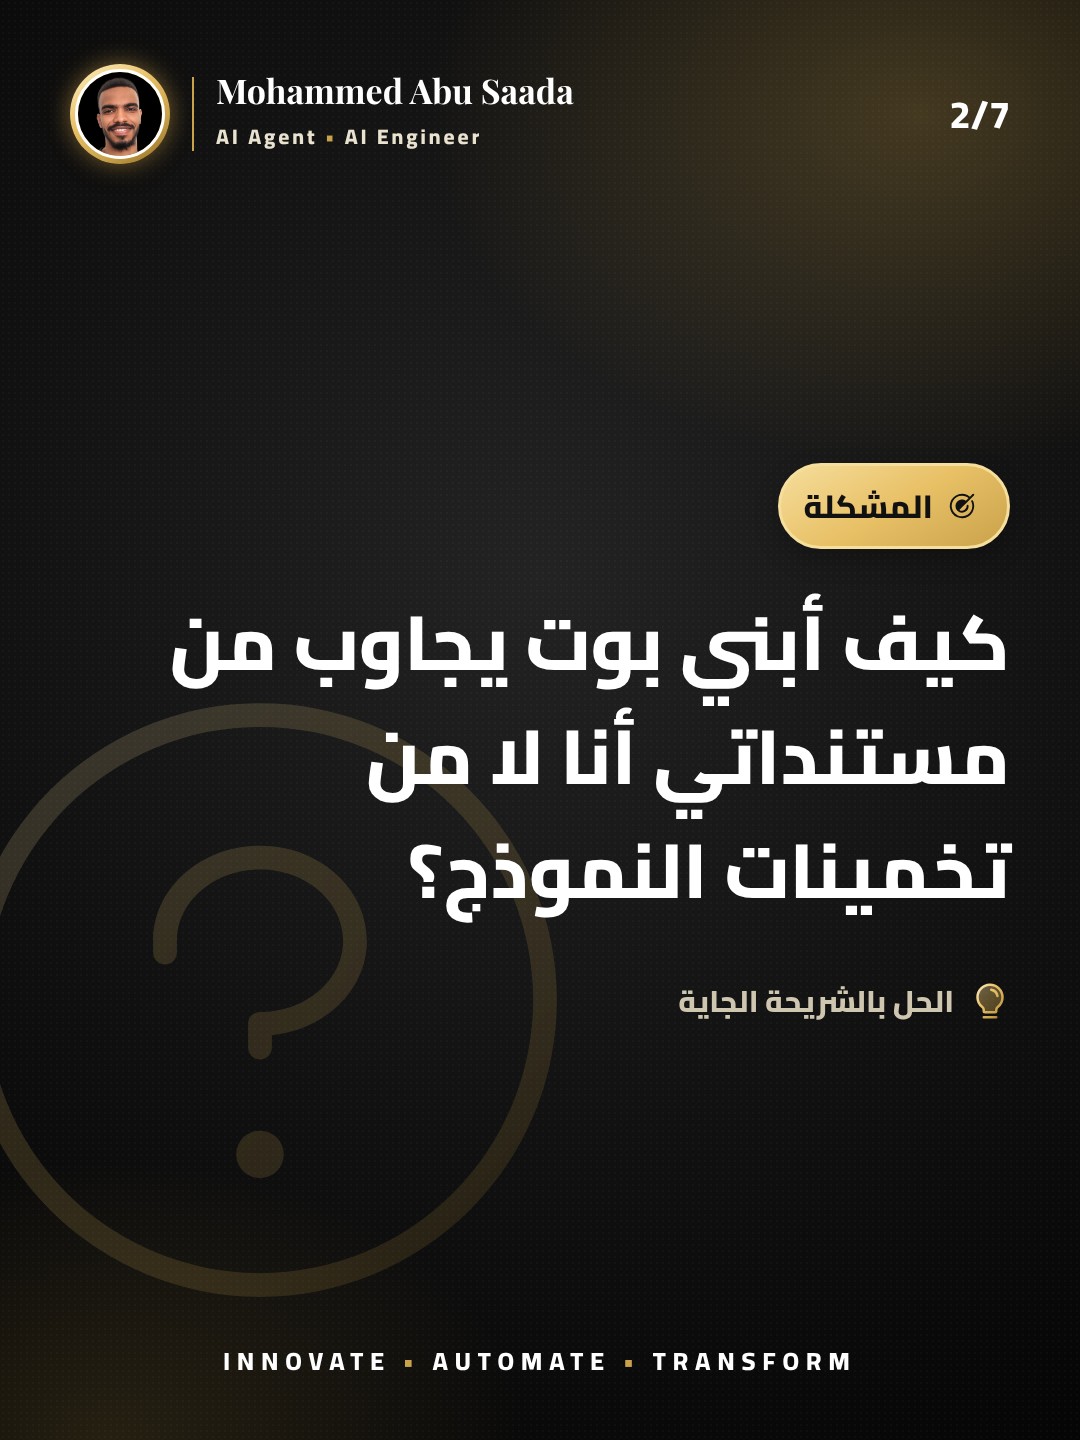 Mohammed Abu Saada
AI Agent ▪ AI Engineer
2/7
المشكلة
كيف أبني بوت يجاوب من
مستنداتي أنا لا من
تخمينات النموذج؟
الحل بالشريحة الجاية
INNOVATE ▪ AUTOMATE ▪ TRANSFORM